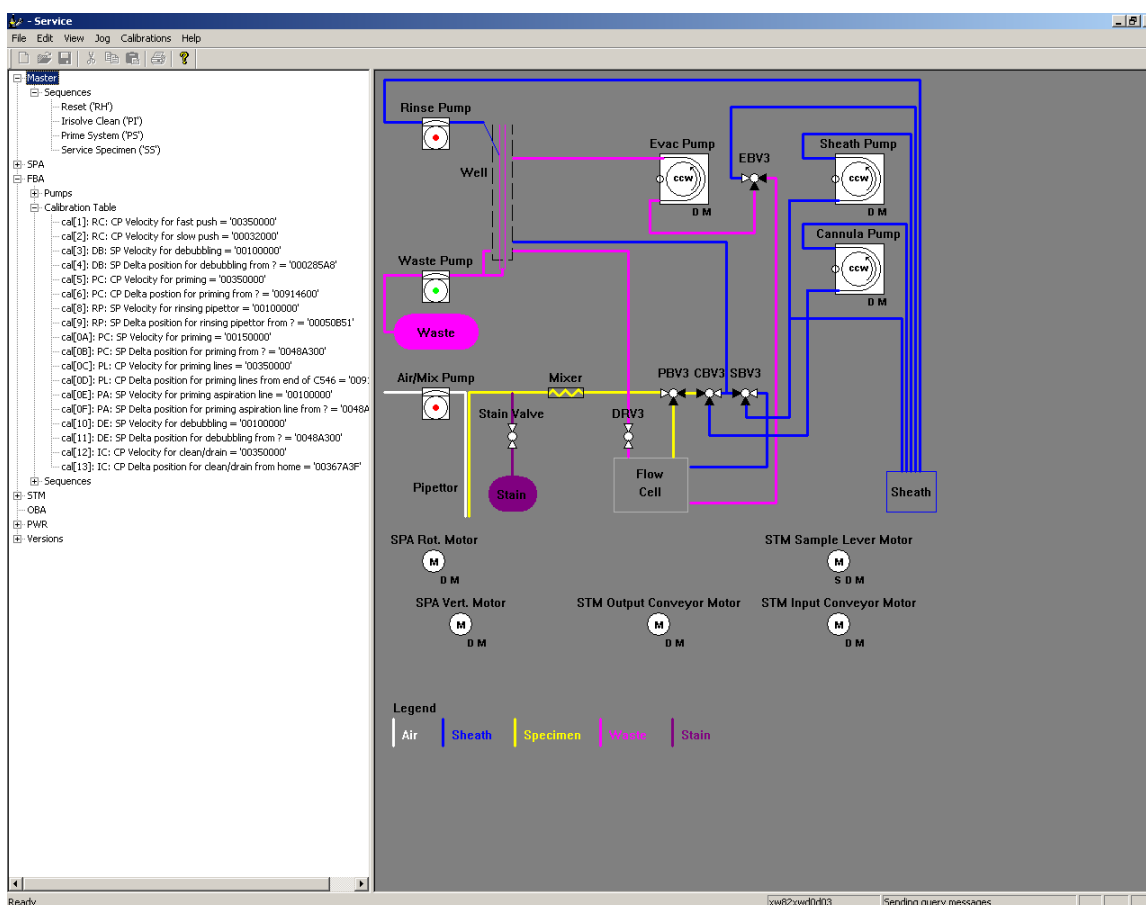 - Service
File Edit View Jog Calibrations Help
Master
Sequences
Reset ('RH')
Irisolve Clean ('PI')
Prime System ('PS')
Service Specimen ('SS')
SPA
FBA
Pumps
Calibration Table
cal[1]: RC: CP Velocity for fast push = '00350000'
cal[2]: RC: CP Velocity for slow push = '00032000'
cal[3]: DB: SP Velocity for debubbling = '00100000'
cal[4]: DB: SP Delta position for debubbling from ? = '000285A8'
cal[5]: PC: CP Velocity for priming = '00350000'
cal[6]: PC: CP Delta postion for priming from ? = '00914600'
cal[8]: RP: SP Velocity for rinsing pipettor = '00100000'
cal[9]: RP: SP Delta position for rinsing pipettor from ? = '00050B51'
cal[0A]: PC: SP Velocity for priming = '00150000'
cal[0B]: PC: SP Delta position for priming from ? = '0048A300'
cal[0C]: PL: CP Velocity for priming lines = '00350000'
cal[0D]: PL: CP Delta position for priming lines from end of C546 = '009
cal[0E]: PA: SP Velocity for priming aspiration line = '00100000'
cal[0F]: PA: SP Delta position for priming aspiration line from ? = '0048A
cal[10]: DE: SP Velocity for debubbling = '00100000'
cal[11]: DE: SP Delta position for debubbling from ? = '0048A300'
cal[12]: IC: CP Velocity for clean/drain = '00350000'
cal[13]: IC: CP Delta position for clean/drain from home = '00367A3F'
Sequences
STM
OBA
PWR
Versions
Rinse Pump
Well
Evac Pump
ccw
D M
EBV3
Sheath Pump
ccw
D M
Cannula Pump
ccw
D M
Waste Pump
Waste
Air/Mix Pump
Mixer
PBV3 CBV3 SBV3
Stain Valve
DRV3
Pipettor
Stain
Flow
Cell
Sheath
SPA Rot. Motor
M
D M
STM Sample Lever Motor
M
S D M
SPA Vert. Motor
M
D M
STM Output Conveyor Motor
M
D M
STM Input Conveyor Motor
M
D M
Legend
Air Sheath Specimen Waste Stain
Ready
xw82xwd0d03
Sending query messages